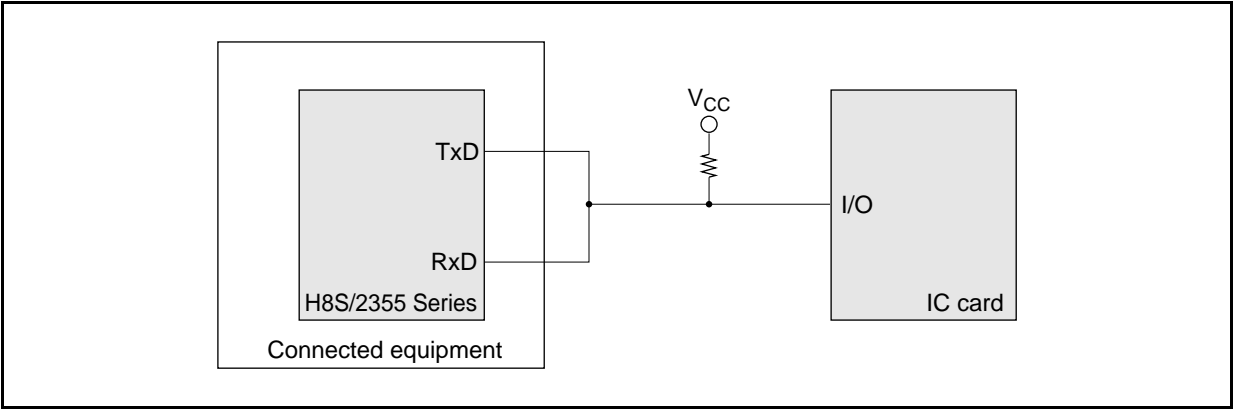 VCC
TxD
I/O
RxD
H8S/2355 Series
IC card
Connected equipment